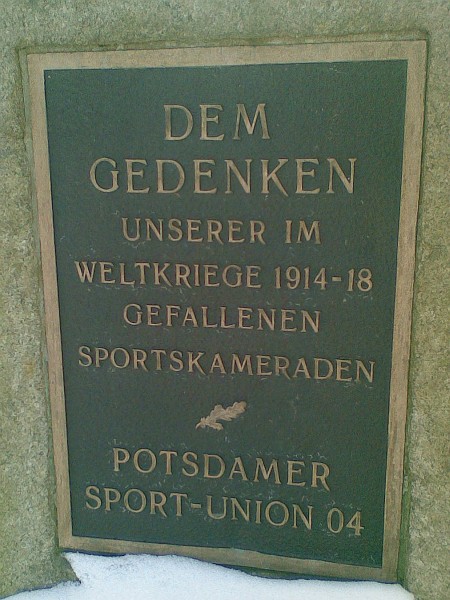 DEM
GEDENKEN
UNSERER IM
WELTKRIEGE 1914-18
GEFALLENEN
SPORTSKAMERADEN
POTSDAMER
SPORT-UNION 04